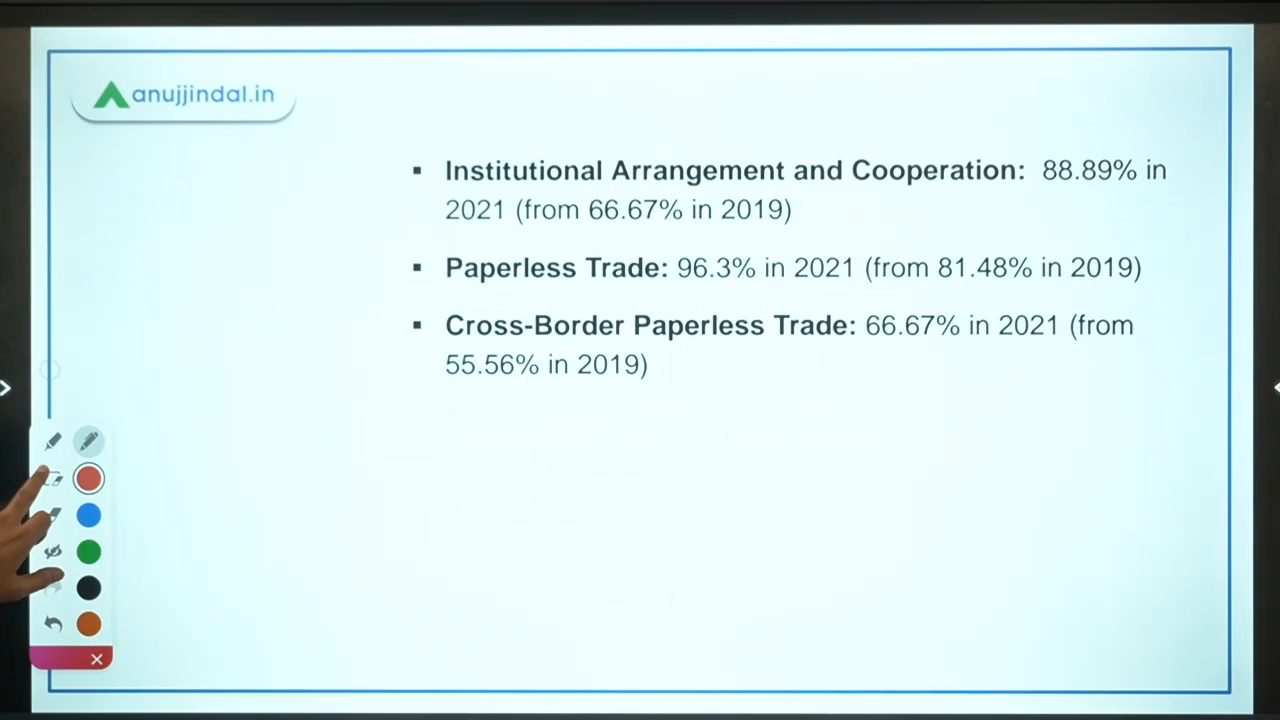 anujjindal.in
▪ Institutional Arrangement and Cooperation: 88.89% in
2021 (from 66.67% in 2019)
▪ Paperless Trade: 96.3% in 2021 (from 81.48% in 2019)
▪ Cross-Border Paperless Trade: 66.67% in 2021 (from
55.56% in 2019)